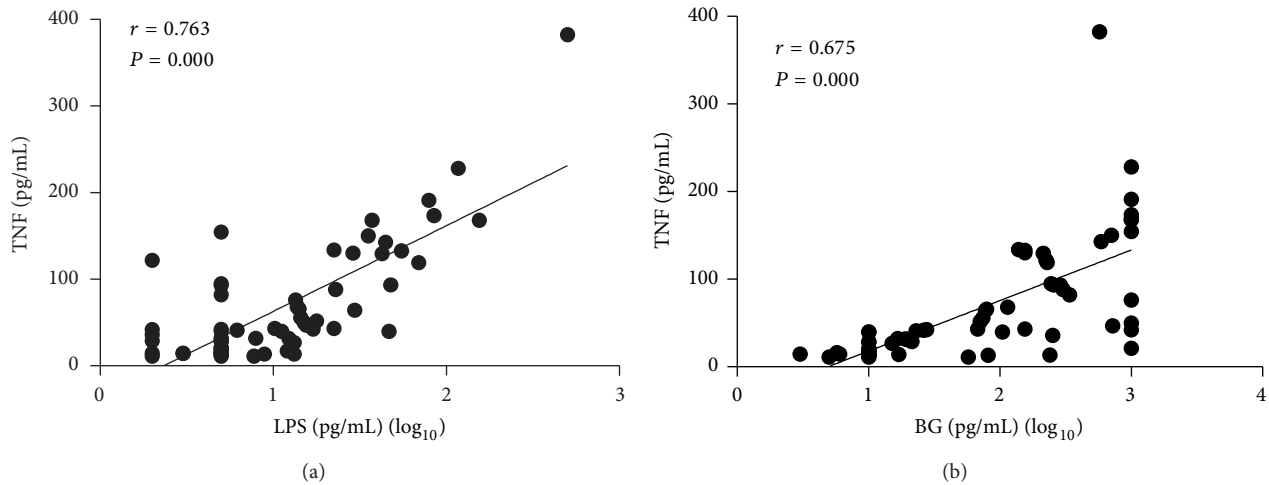 400
300
200
100
0
TNF (pg/mL)
r = 0.763
P = 0.000
0 1 2 3
LPS (pg/mL) (log10)
(a)
400
300
200
100
0
TNF (pg/mL)
r = 0.675
P = 0.000
0 1 2 3 4
BG (pg/mL) (log10)
(b)